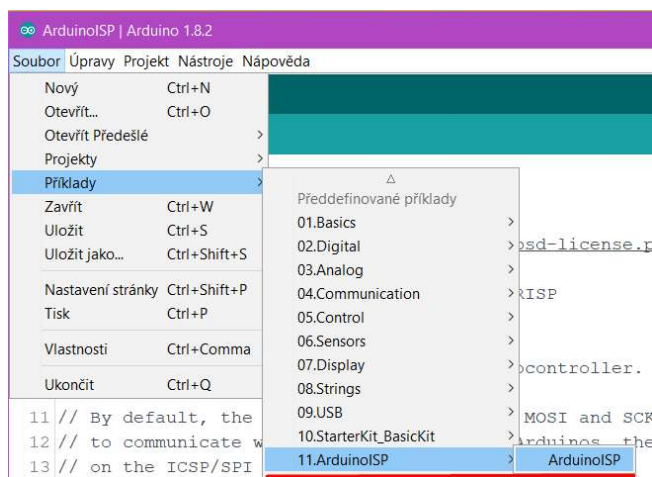 ArduinoISP | Arduino 1.8.2
Soubor Úpravy Projekt Nástroje Nápověda
Nový Ctrl+N
Otevřít... Ctrl+O
Otevřít Předešlé
Projekty
Příklady
Zavřít Ctrl+W
Uložit Ctrl+S
Uložit jako... Ctrl+Shift+S
Nastavení stránky Ctrl+Shift+P
Tisk Ctrl+P
Vlastnosti Ctrl+Comma
Ukončit Ctrl+Q
Předdefinované příklady
01.Basics
02.Digital
03.Analog
04.Communication
05.Control
06.Sensors
07.Display
08.Strings
09.USB
10.StarterKit_BasicKit
11.ArduinoISP
ArduinoISP
bsd-license.p
RISP
ocontroller.
11 // By default, the MOSI and SCK
12 // to communicate w Arduinos, the
13 // on the ICSP/SPI